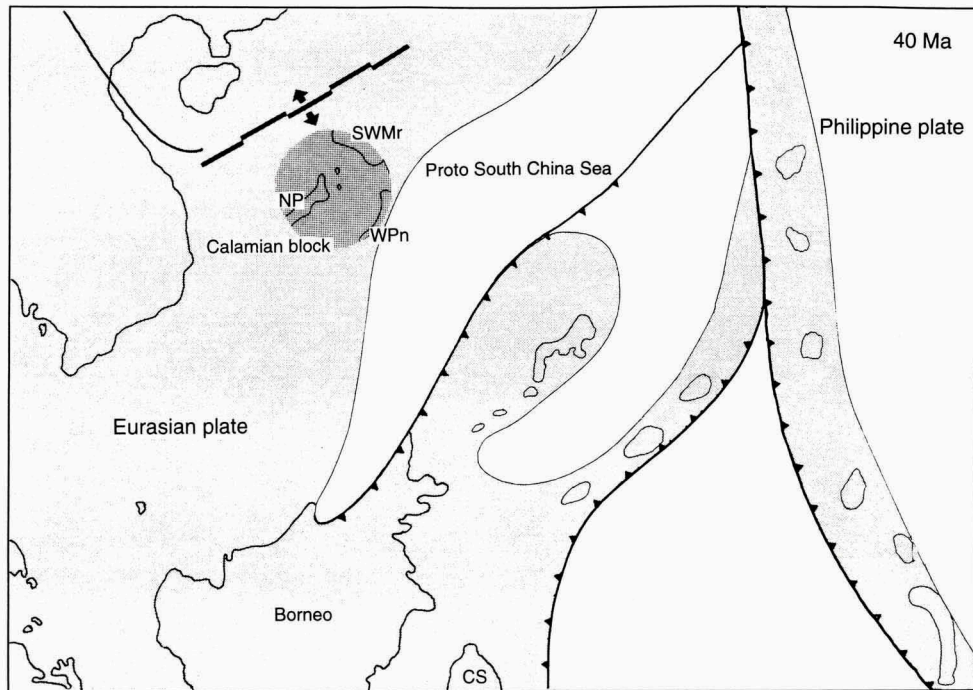 40 Ma
Philippine plate
SWMr
Proto South China Sea
NP
WPn
Calamian block
Eurasian plate
Borneo
CS